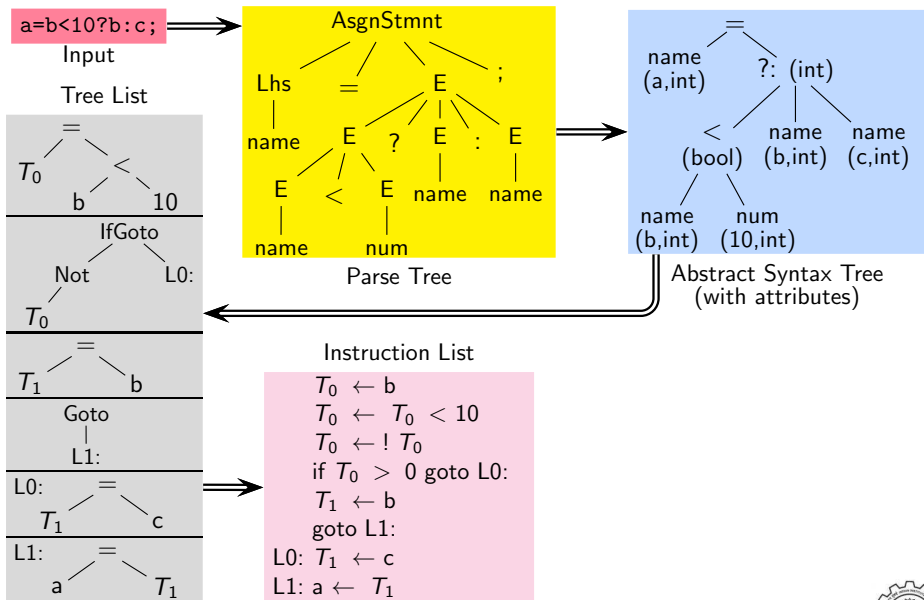 a=b<10?b:c;
Input
AsgnStmnt
Lhs = E ;
name E ? E : E
E < E name name
name num
Parse Tree
=
name ?: (int)
(a,int)
< name name
(bool) (b,int) (c,int)
name num
(b,int) (10,int)
Abstract Syntax Tree
(with attributes)
Tree List
=
T0 <
b 10
IfGoto
Not L0:
T0
=
T1 b
Goto
L1:
L0: =
T1 c
L1: =
a T1
Instruction List
T0 ← b
T0 ← T0 < 10
T0 ← ! T0
if T0 > 0 goto L0:
T1 ← b
goto L1:
L0: T1 ← c
L1: a ← T1